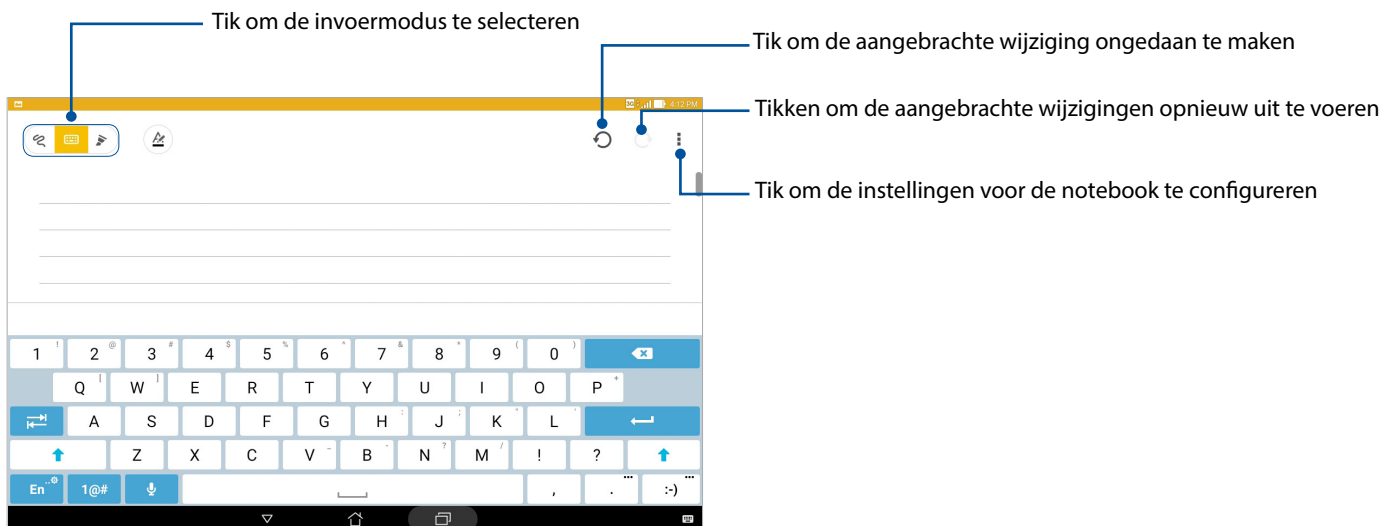 Tik om de invoermodus te selecteren
Tik om de aangebrachte wijziging ongedaan te maken
Tikken om de aangebrachte wijzigingen opnieuw uit te voeren
Tik om de instellingen voor de notebook te configureren
3G 4:12 PM
1 ! 2 @ 3 # 4 $ 5 % 6 ^ 7 & 8 * 9 ( 0 )
Q [ W ] E R T Y U I O P +
A S D F G H : J ; K " L '
Z X C V - B N ? M / ! ?
En 1@# , . ... :-) ...